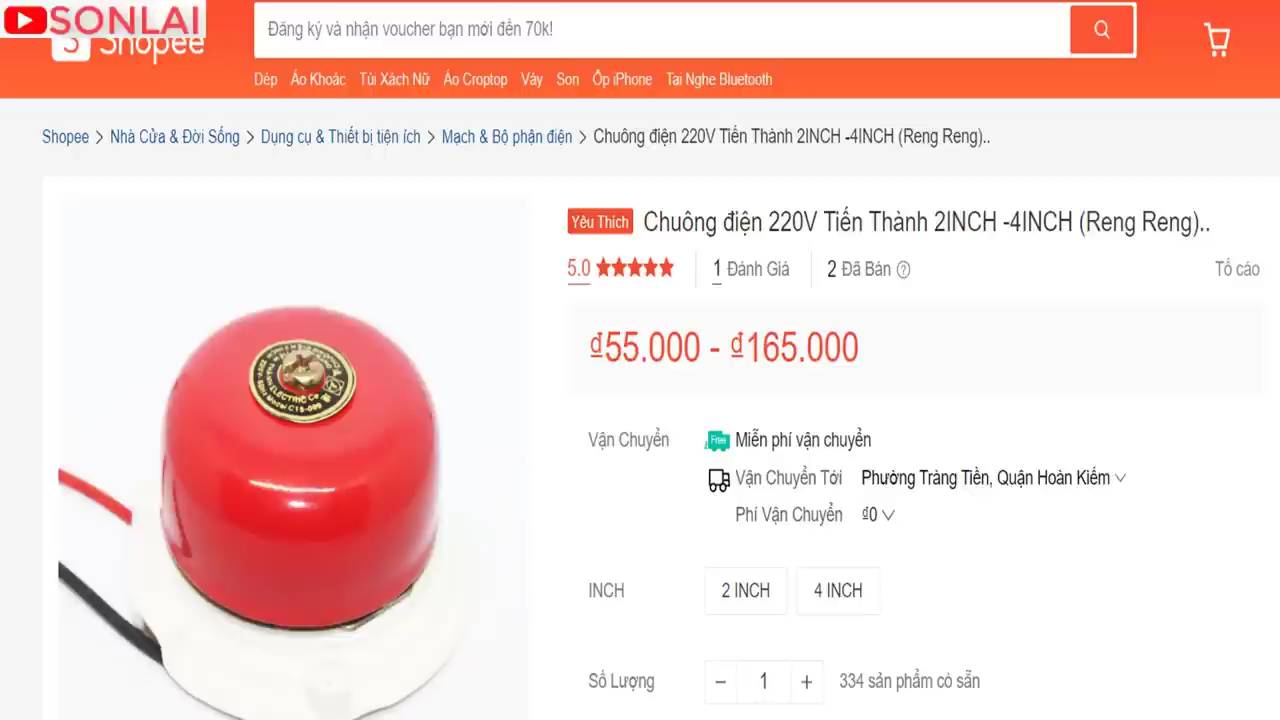 SONLAI
Shopee
Đăng ký và nhận voucher bạn mới đến 70k!
Dép Áo Khoác Túi Xách Nữ Áo Croptop Váy Son Ốp iPhone Tai Nghe Bluetooth
Shopee > Nhà Cửa & Đời Sống > Dụng cụ & Thiết bị tiện ích > Mạch & Bộ phận điện > Chuông điện 220V Tiến Thành 2INCH -4INCH (Reng Reng)..
Yêu Thích Chuông điện 220V Tiến Thành 2INCH -4INCH (Reng Reng)..
5.0 1 Đánh Giá 2 Đã Bán ? Tố cáo
₫55.000 - ₫165.000
Vận Chuyển Free Miễn phí vận chuyển
Vận Chuyển Tới Phường Tràng Tiền, Quận Hoàn Kiếm
Phí Vận Chuyển ₫0
INCH 2 INCH 4 INCH
Số Lượng − 1 + 334 sản phẩm có sẵn
ELECTRIC Co